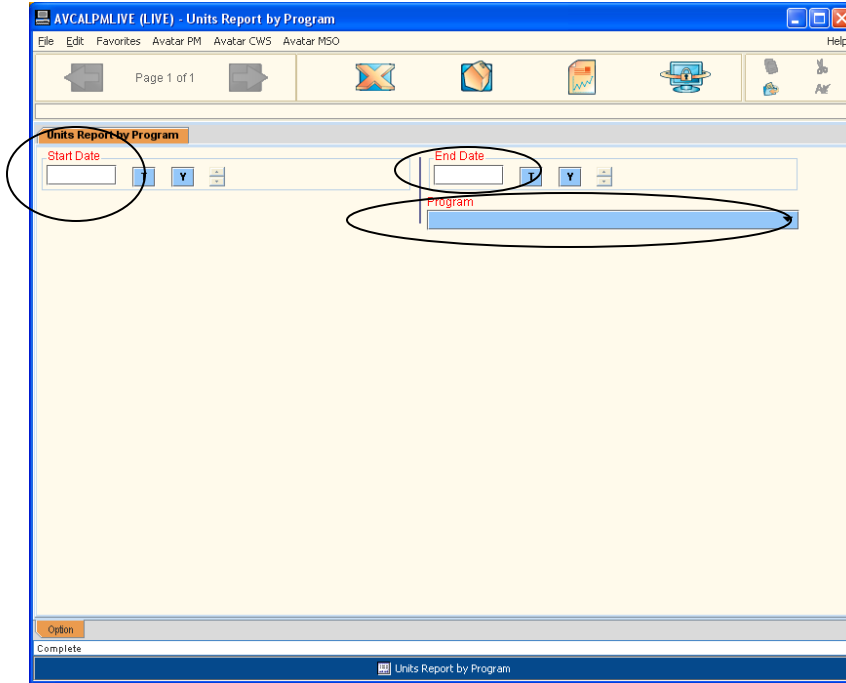 AVCALPMLIVE (LIVE) - Units Report by Program
File Edit Favorites Avatar PM Avatar CWS Avatar MSO Help
Page 1 of 1
Units Report by Program
Start Date End Date
T Y T Y
Program
Option
Complete
Units Report by Program